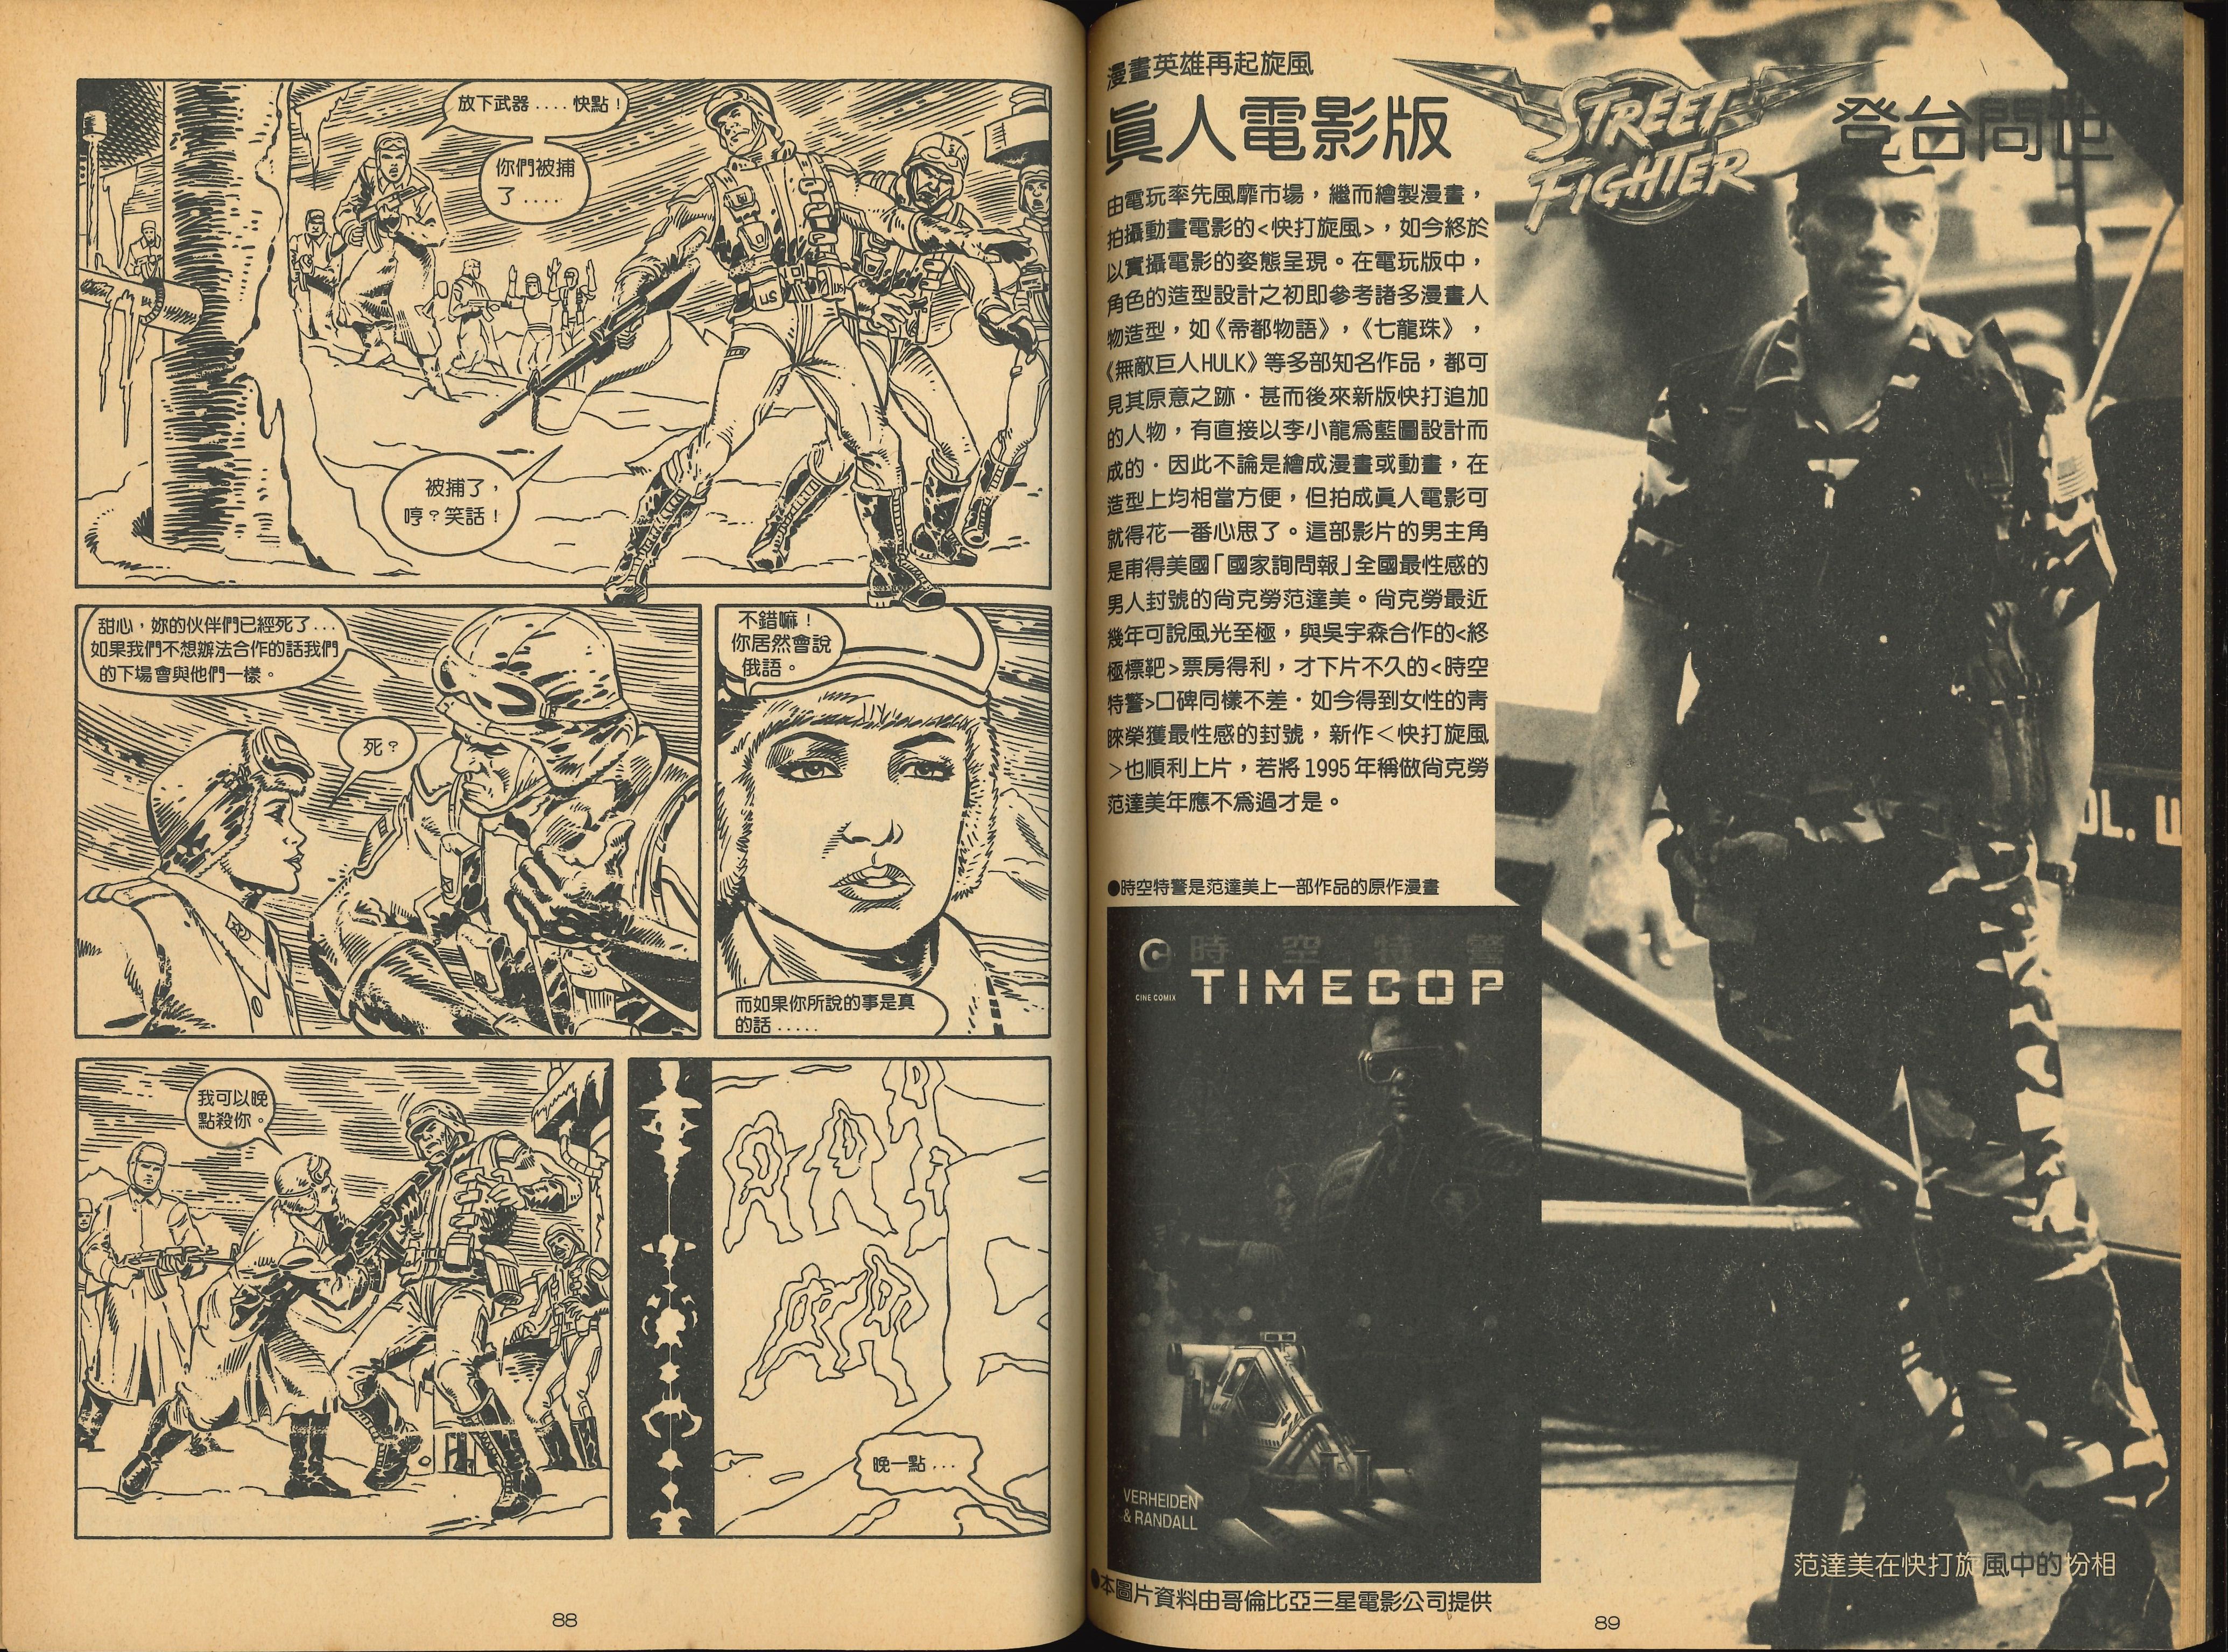 放下武器....快點！
你們被捕
了.....
US
US
被捕了，
哼？笑話！
甜心，妳的伙伴們已經死了...
如果我們不想辦法合作的話我們
的下場會與他們一樣。
死？
不錯嘛！
你居然會說
俄語。
而如果你所說的事是真
的話.....
我可以晚
點殺你。
晚一點...
88
漫畫英雄再起旋風
眞人電影版
STREET
FIGHTER
登台問世
由電玩率先風靡市場，繼而繪製漫畫，
拍攝動畫電影的<快打旋風>，如今終於
以實攝電影的姿態呈現。在電玩版中，
角色的造型設計之初即參考諸多漫畫人
物造型，如《帝都物語》，《七龍珠》，
《無敵巨人HULK》等多部知名作品，都可
見其原意之跡．甚而後來新版快打追加
的人物，有直接以李小龍爲藍圖設計而
成的．因此不論是繪成漫畫或動畫，在
造型上均相當方便，但拍成眞人電影可
就得花一番心思了。這部影片的男主角
是甫得美國「國家詢問報」全國最性感的
男人封號的尚克勞范達美。尚克勞最近
幾年可說風光至極，與吳宇森合作的<終
極標靶>票房得利，才下片不久的<時空
特警>口碑同樣不差．如今得到女性的青
睞榮獲最性感的封號，新作＜快打旋風
＞也順利上片，若將1995年稱做尚克勞
范達美年應不爲過才是。
●時空特警是范達美上一部作品的原作漫畫
時空特警
CINE COMIX
TIMECOP
VERHEIDEN
& RANDALL
OL. U
范達美在快打旋風中的扮相
●本圖片資料由哥倫比亞三星電影公司提供
89